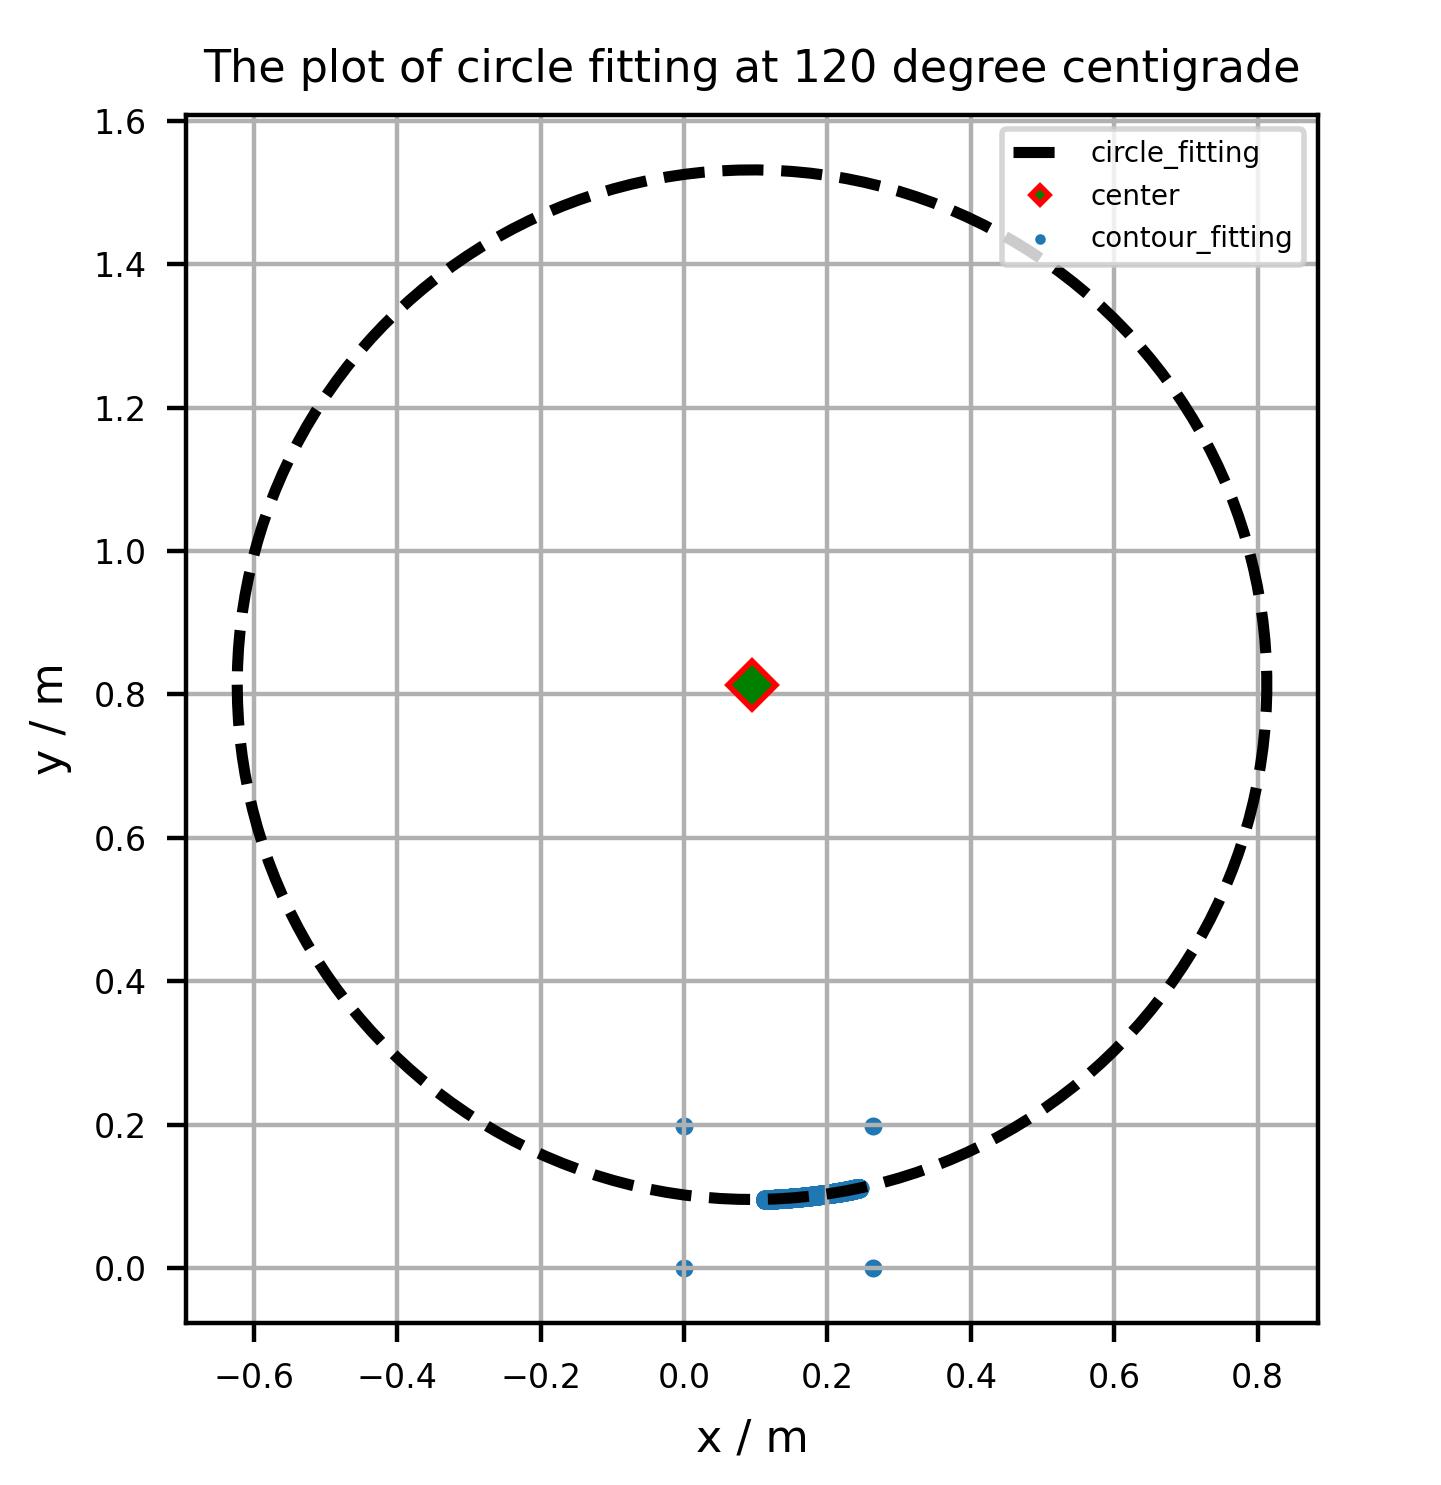 The plot of circle fitting at 120 degree centigrade
circle_fitting
center
contour_fitting
1.6
1.4
1.2
1.0
0.8
0.6
0.4
0.2
0.0
y / m
−0.6 −0.4 −0.2 0.0 0.2 0.4 0.6 0.8
x / m